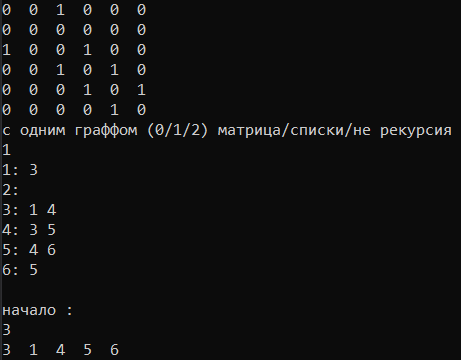 0 0 1 0 0 0
0 0 0 0 0 0
1 0 0 1 0 0
0 0 1 0 1 0
0 0 0 1 0 1
0 0 0 0 1 0
с одним граффом (0/1/2) матрица/списки/не рекурсия
1
1: 3
2:
3: 1 4
4: 3 5
5: 4 6
6: 5

начало :
3
3 1 4 5 6